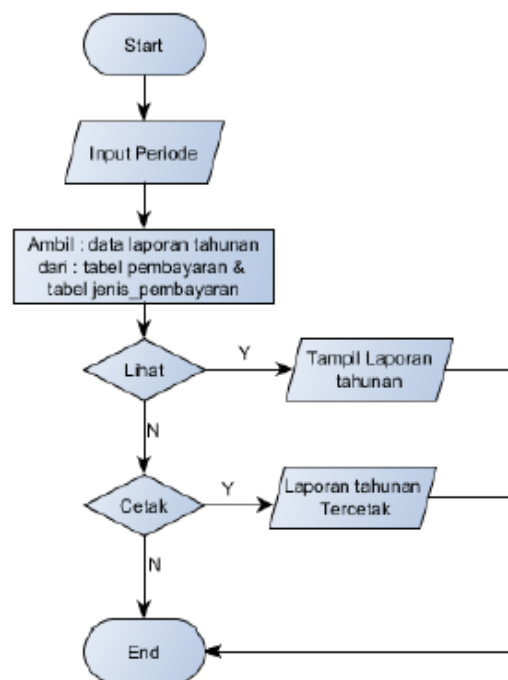 Start
Input Periode
Ambil : data laporan tahunan
dari : tabel pembayaran &
tabel jenis_pembayaran
Lihat
Y
Tampil Laporan
tahunan
N
Cetak
Y
Laporan tahunan
Tercetak
N
End